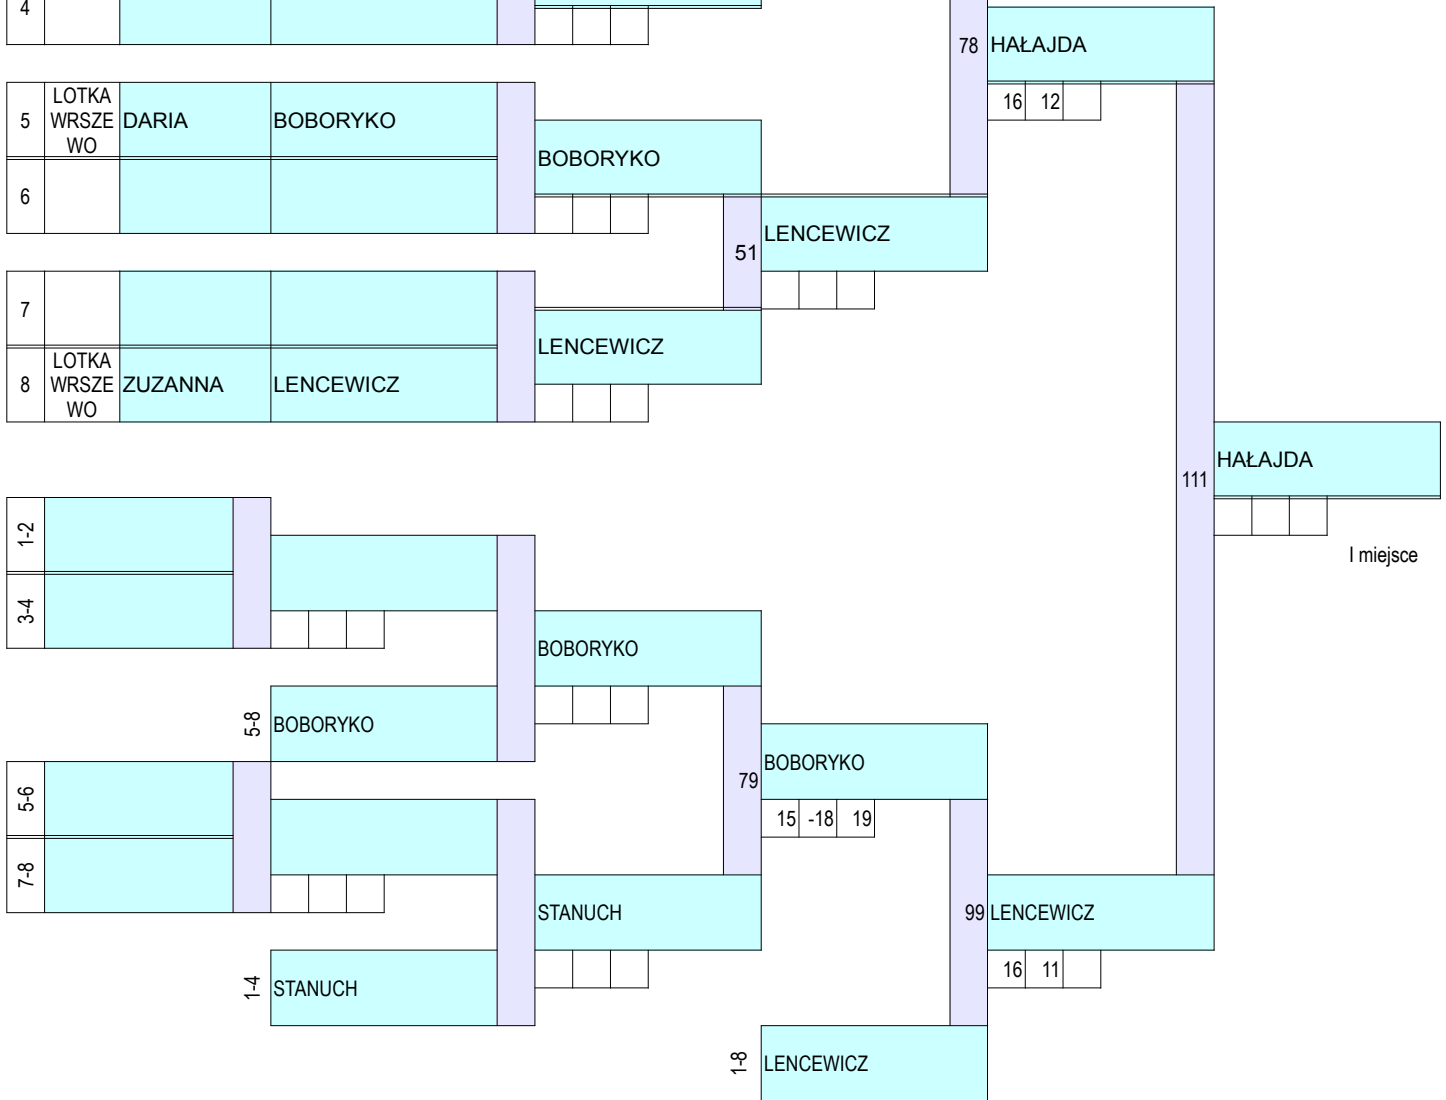 4
78 HAŁAJDA
16 12
5 LOTKA WRSZE WO DARIA BOBORYKO
BOBORYKO
6
LENCEWICZ
51
7
LENCEWICZ
8 LOTKA WRSZE WO ZUZANNA LENCEWICZ
HAŁAJDA
111
1-2
I miejsce
3-4
BOBORYKO
5-8 BOBORYKO
BOBORYKO
79
5-6
15 -18 19
7-8
STANUCH
99 LENCEWICZ
16 11
1-4 STANUCH
1-8 LENCEWICZ